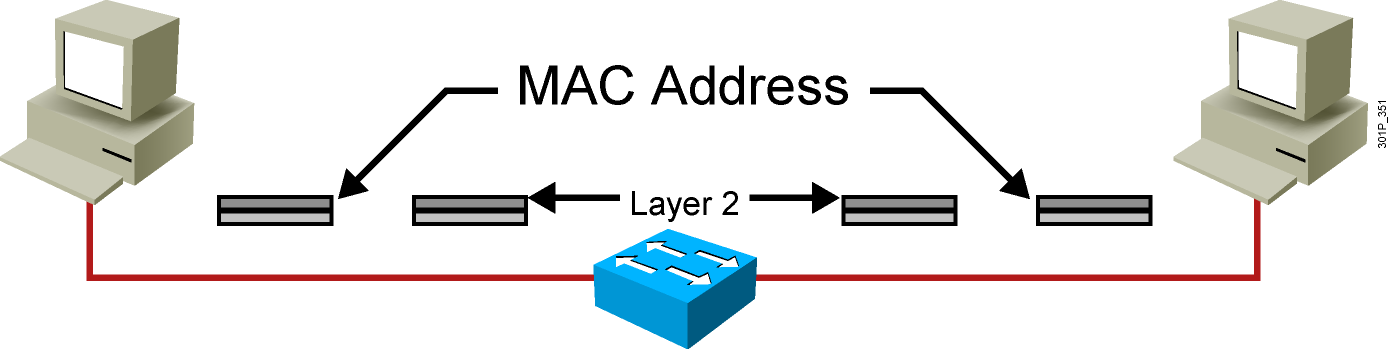 MAC Address
Layer 2
301P_351